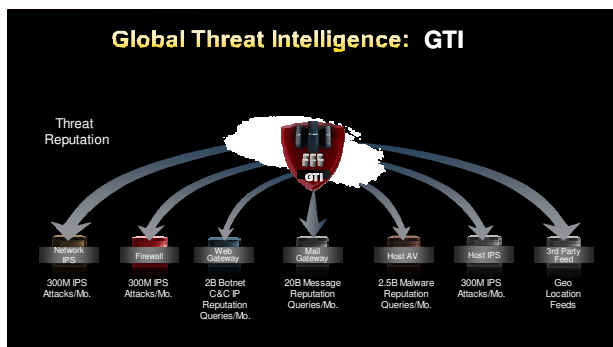 Global Threat Intelligence: GTI
Threat
Reputation
GTI
Network
IPS
Firewall
Web
Gateway
Mail
Gateway
Host AV
Host IPS
3rd Party
Feed
300M IPS
Attacks/Mo.
300M IPS
Attacks/Mo.
2B Botnet
C&C IP
Reputation
Queries/Mo.
20B Message
Reputation
Queries/Mo.
2.5B Malware
Reputation
Queries/Mo.
300M IPS
Attacks/Mo.
Geo
Location
Feeds